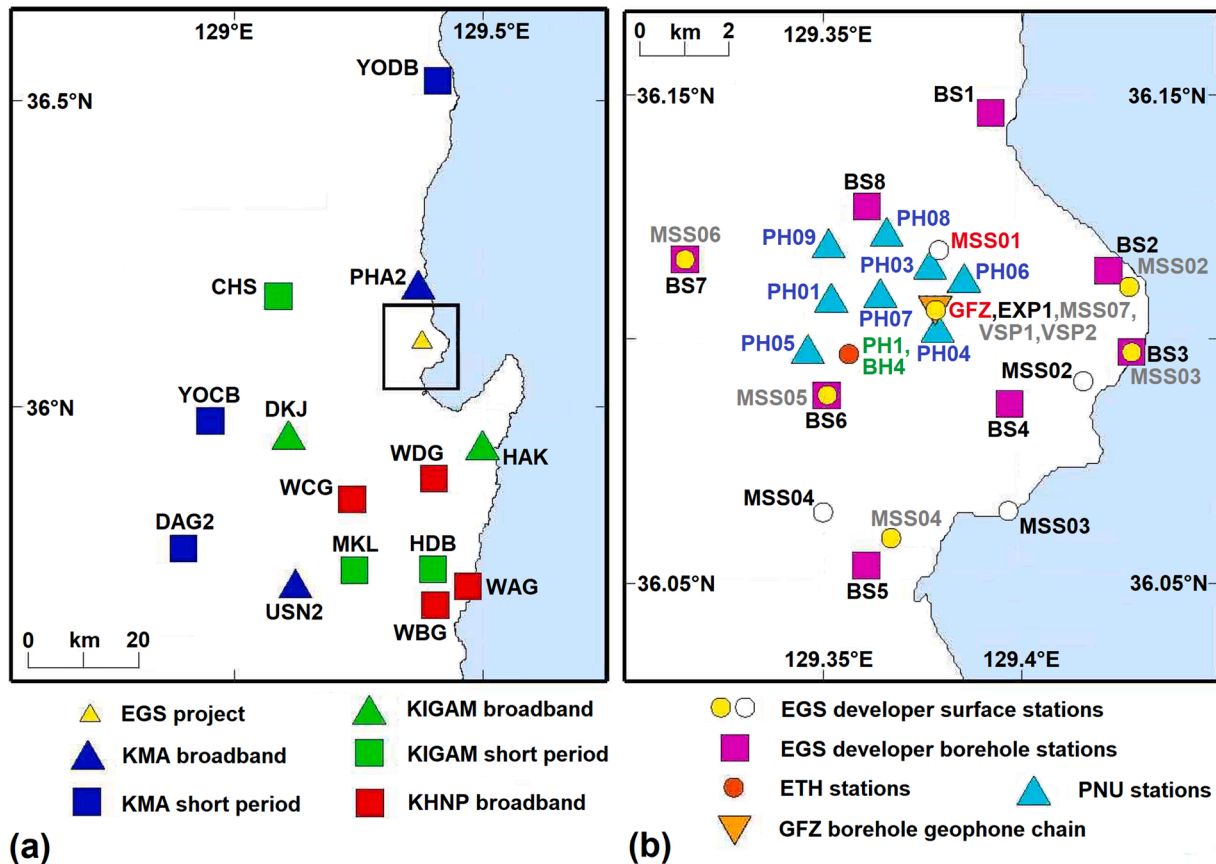 129°E
129.5°E
YODB
36.5°N
CHS
PHA2
YOCB
36°N
DKJ
WDG
HAK
WCG
DAG2
MKL
HDB
WAG
USN2
WBG
0 km 20
EGS project
KMA broadband
KMA short period
KIGAM broadband
KIGAM short period
KHNP broadband
(a)
0 km 2
129.35°E
36.15°N
36.15°N
BS1
BS8
PH08
MSS06
PH09
MSS01
BS2
PH03
PH06
MSS02
BS7
PH01
PH07
GFZ,EXP1,MSS07,
VSP1,VSP2
PH05
PH1,
BH4
PH04
BS3
MSS02
MSS03
MSS05
BS6
BS4
MSS04
MSS04
MSS03
BS5
36.05°N
36.05°N
129.35°E
129.4°E
EGS developer surface stations
EGS developer borehole stations
ETH stations
PNU stations
GFZ borehole geophone chain
(b)